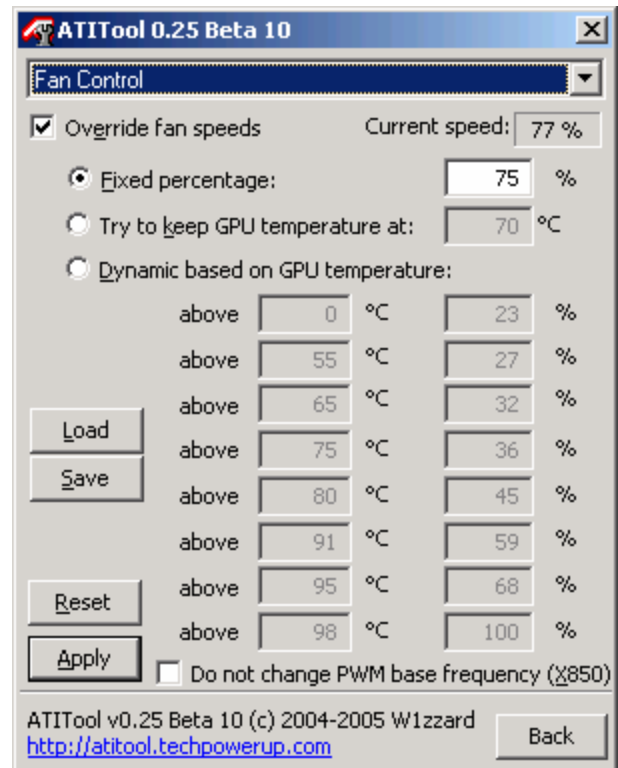 ATITool 0.25 Beta 10
Fan Control
Override fan speeds Current speed: 77 %
Fixed percentage: 75 %
Try to keep GPU temperature at: 70 °C
Dynamic based on GPU temperature:
above 0 °C 23 %
above 55 °C 27 %
above 65 °C 32 %
Load
above 75 °C 36 %
Save
above 80 °C 45 %
above 91 °C 59 %
above 95 °C 68 %
Reset
above 98 °C 100 %
Apply
Do not change PWM base frequency (X850)
ATITool v0.25 Beta 10 (c) 2004-2005 W1zzard
http://atitool.techpowerup.com
Back